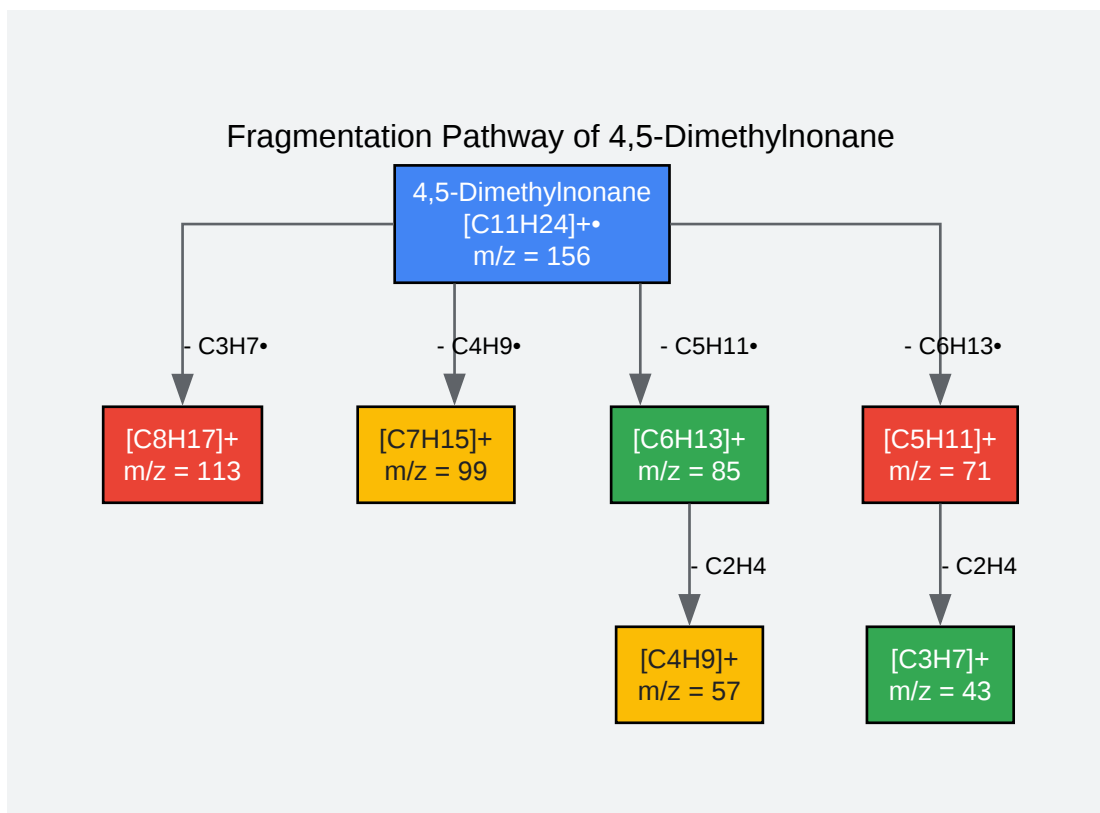 Fragmentation Pathway of 4,5-Dimethylnonane
4,5-Dimethylnonane
[C11H24]+•
m/z = 156
- C3H7•
- C4H9•
- C5H11•
- C6H13•
[C8H17]+
m/z = 113
[C7H15]+
m/z = 99
[C6H13]+
m/z = 85
[C5H11]+
m/z = 71
- C2H4
- C2H4
[C4H9]+
m/z = 57
[C3H7]+
m/z = 43